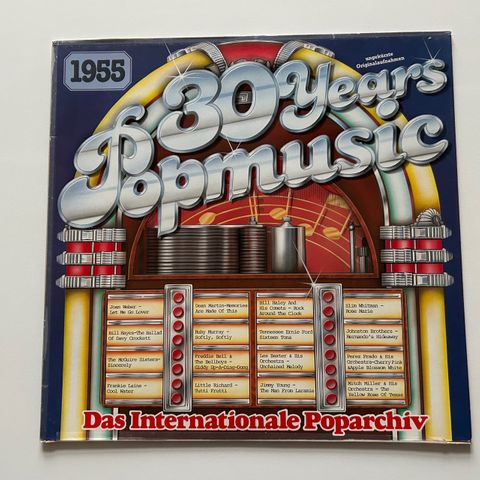 1955
ungekürzte
Originalaufnahmen
30 Years
Popmusic
Joan Weber -
Let Me Go Lover
Dean Martin-Memories
Are Made Of This
Bill Haley And
His Comets - Rock
Around The Clock
Slim Whitman -
Rose Marie
Bill Hayes-The Ballad
Of Davy Crockett
Ruby Murray -
Softly, Softly
Tennessee Ernie Ford
Sixteen Tons
Johnston Brothers -
Hernando's Hideaway
The McGuire Sisters-
Sincerely
Freddie Bell &
The Bellboys -
Giddy Up-A-Ding-Dong
Les Baxter & His
Orchestra -
Unchained Melody
Perez Prado & His
Orchestra-Cherry Pink
&Apple Blossom White
Frankie Laine -
Cool Water
Little Richard -
Tutti Frutti
Jimmy Young -
The Man From Laramie
Mitch Miller & His
Orchestra - The
Yellow Rose Of Texas
Das Internationale Poparchiv